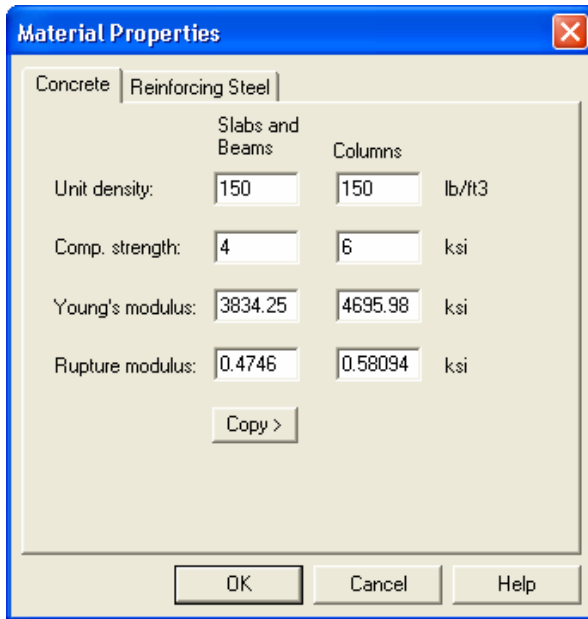 Material Properties
Concrete Reinforcing Steel
Slabs and
Beams Columns
Unit density: 150 150 lb/ft3
Comp. strength: 4 6 ksi
Young's modulus: 3834.25 4695.98 ksi
Rupture modulus: 0.4746 0.58094 ksi
Copy >
OK Cancel Help